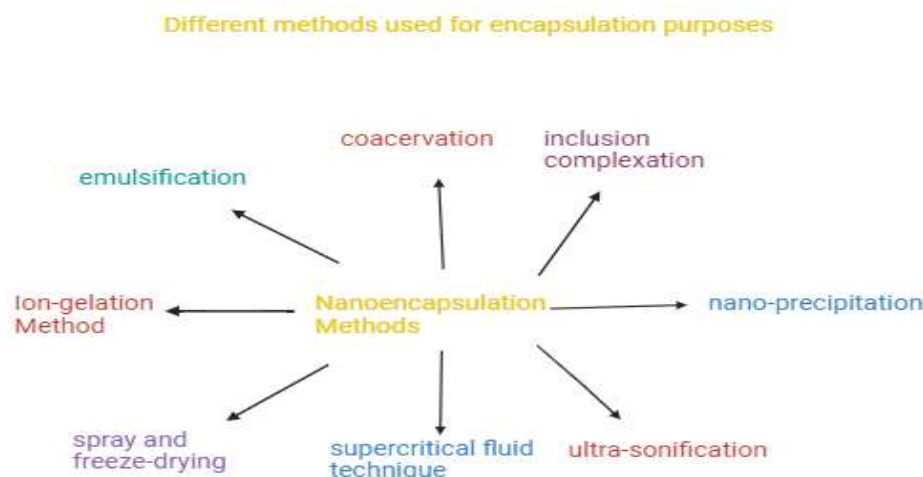 Different methods used for encapsulation purposes
coacervation
inclusion
complexation
emulsification
Ion-gelation
Method
Nanoencapsulation
Methods
nano-precipitation
spray and
freeze-drying
supercritical fluid
technique
ultra-sonification